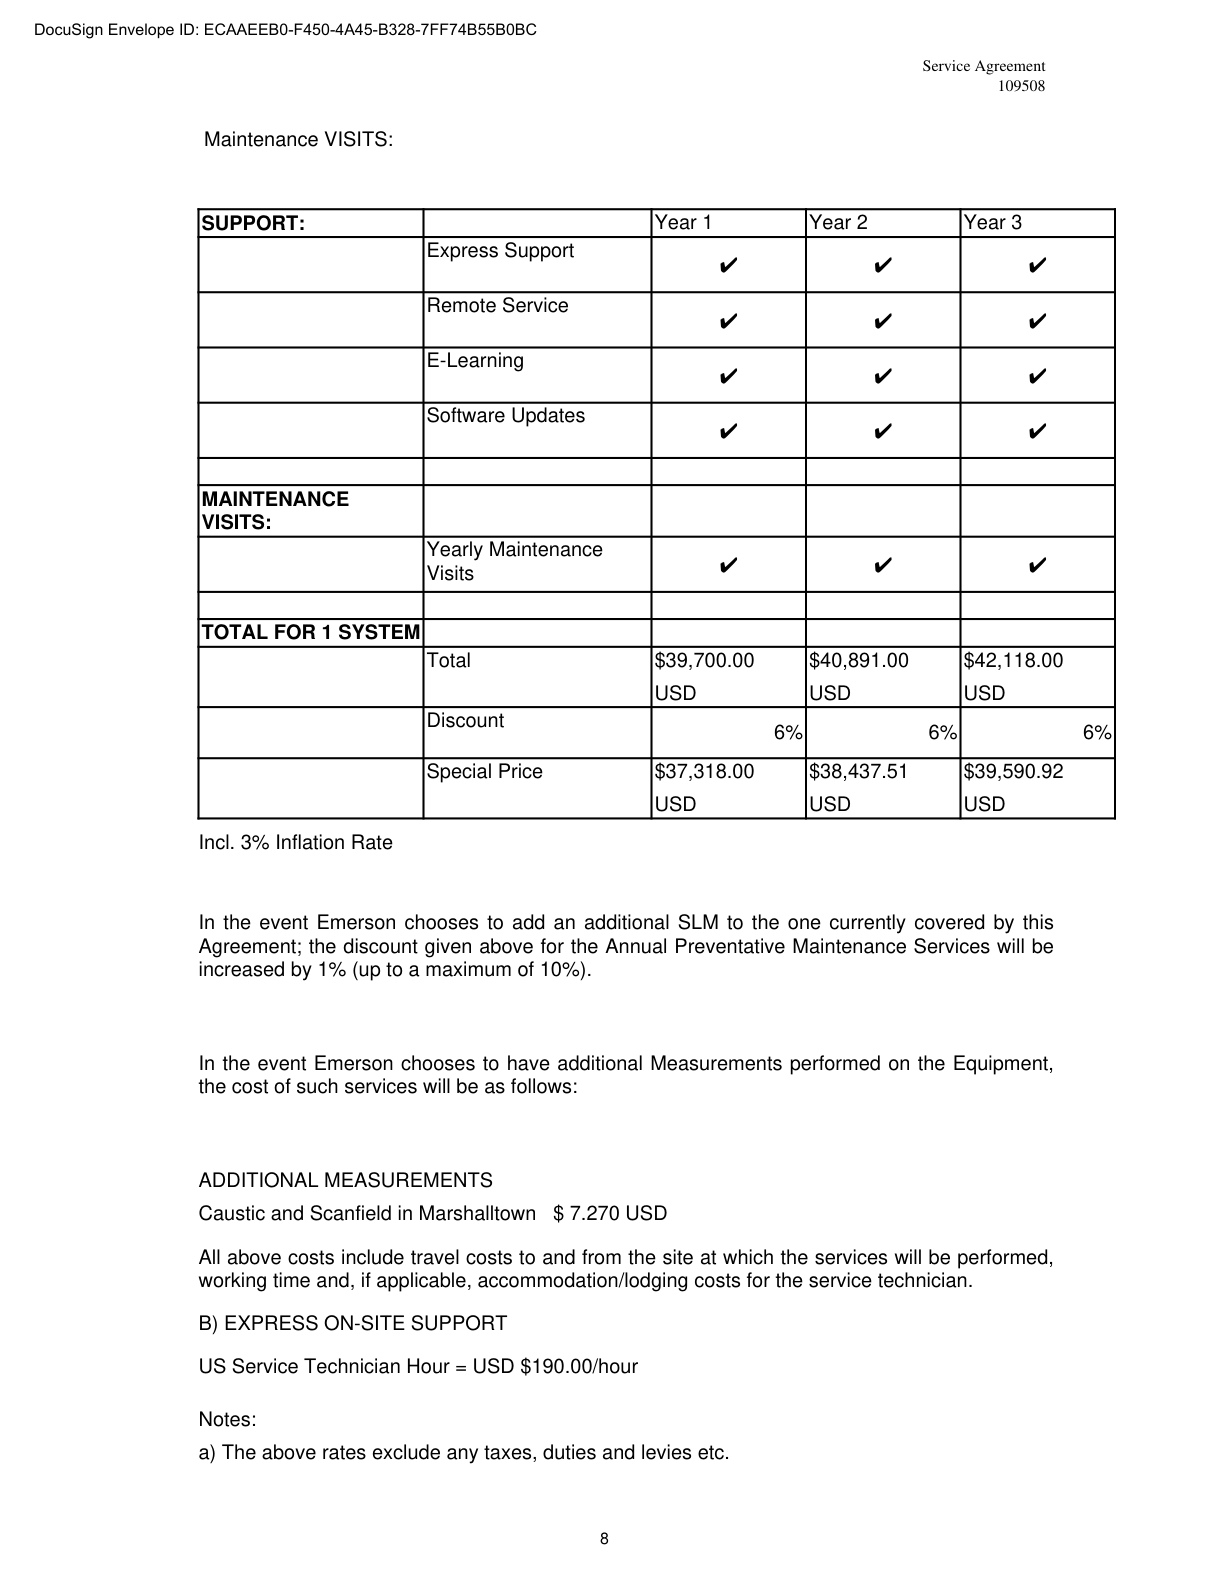 DocuSign Envelope ID: ECAAEEB0-F450-4A45-B328-7FF74B55B0BC
Service Agreement
109508
Maintenance VISITS:
SUPPORT: Year 1 Year 2 Year 3
Express Support ✔ ✔ ✔
Remote Service ✔ ✔ ✔
E-Learning ✔ ✔ ✔
Software Updates ✔ ✔ ✔
MAINTENANCE
VISITS:
Yearly Maintenance
Visits ✔ ✔ ✔
TOTAL FOR 1 SYSTEM
Total $39,700.00 $40,891.00 $42,118.00
USD USD USD
Discount 6% 6% 6%
Special Price $37,318.00 $38,437.51 $39,590.92
USD USD USD
Incl. 3% Inflation Rate
In the event Emerson chooses to add an additional SLM to the one currently covered by this
Agreement; the discount given above for the Annual Preventative Maintenance Services will be
increased by 1% (up to a maximum of 10%).
In the event Emerson chooses to have additional Measurements performed on the Equipment,
the cost of such services will be as follows:
ADDITIONAL MEASUREMENTS
Caustic and Scanfield in Marshalltown $ 7.270 USD
All above costs include travel costs to and from the site at which the services will be performed,
working time and, if applicable, accommodation/lodging costs for the service technician.
B) EXPRESS ON-SITE SUPPORT
US Service Technician Hour = USD $190.00/hour
Notes:
a) The above rates exclude any taxes, duties and levies etc.
8